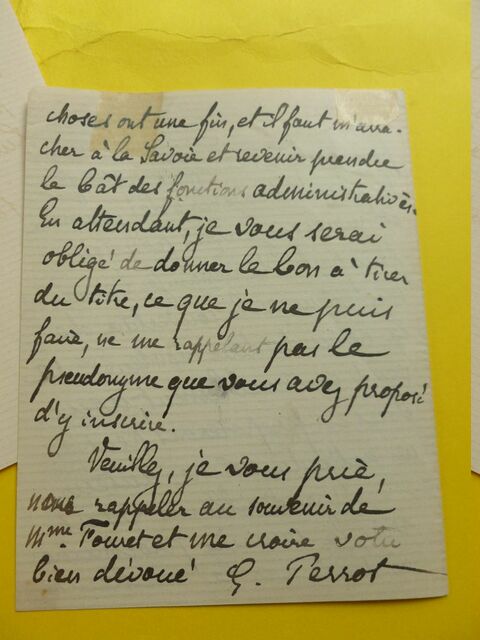 choses ont une fin, et il faut m'arra-
cher à la Savoie et revenir prendre
le bât des fonctions administratives.
En attendant, je vous serai
obligé de donner le bon à tirer
du titre, ce que je ne puis
faire, ne me rappelant pas le
pseudonyme que vous avez proposé
d'y inscrire.
Veuillez, je vous prie,
nous rappeler au souvenir de
Mme. Fouret et me croire votre
bien dévoué G. Perrot